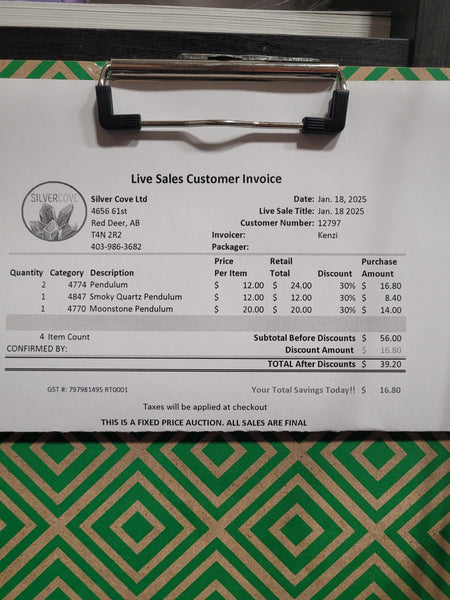 Live Sales Customer Invoice
SILVERCOVE
Silver Cove Ltd
4656 61st
Red Deer, AB
T4N 2R2
403-986-3682
Date: Jan. 18, 2025
Live Sale Title: Jan. 18 2025
Customer Number: 12797
Invoicer: Kenzi
Packager:
Quantity Category Description Price Per Item Retail Total Discount Purchase Amount
2 4774 Pendulum $ 12.00 $ 24.00 30% $ 16.80
1 4847 Smoky Quartz Pendulum $ 12.00 $ 12.00 30% $ 8.40
1 4770 Moonstone Pendulum $ 20.00 $ 20.00 30% $ 14.00
4 Item Count Subtotal Before Discounts $ 56.00
CONFIRMED BY: Discount Amount $ 16.80
TOTAL After Discounts $ 39.20
GST #: 797981495 RT0001 Your Total Savings Today!! $ 16.80
Taxes will be applied at checkout
THIS IS A FIXED PRICE AUCTION. ALL SALES ARE FINAL